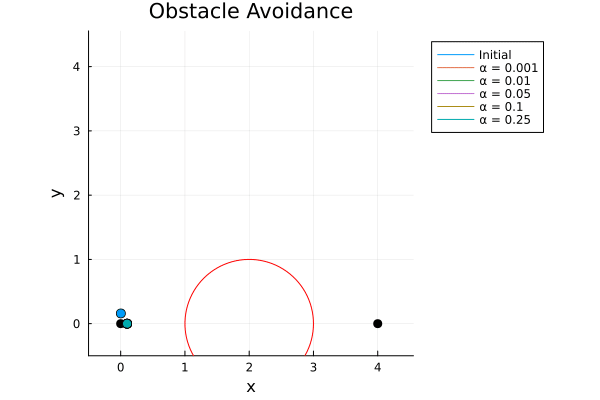 Obstacle Avoidance
Initial
α = 0.001
α = 0.01
α = 0.05
α = 0.1
α = 0.25
y
4
3
2
1
0
0 1 2 3 4
x